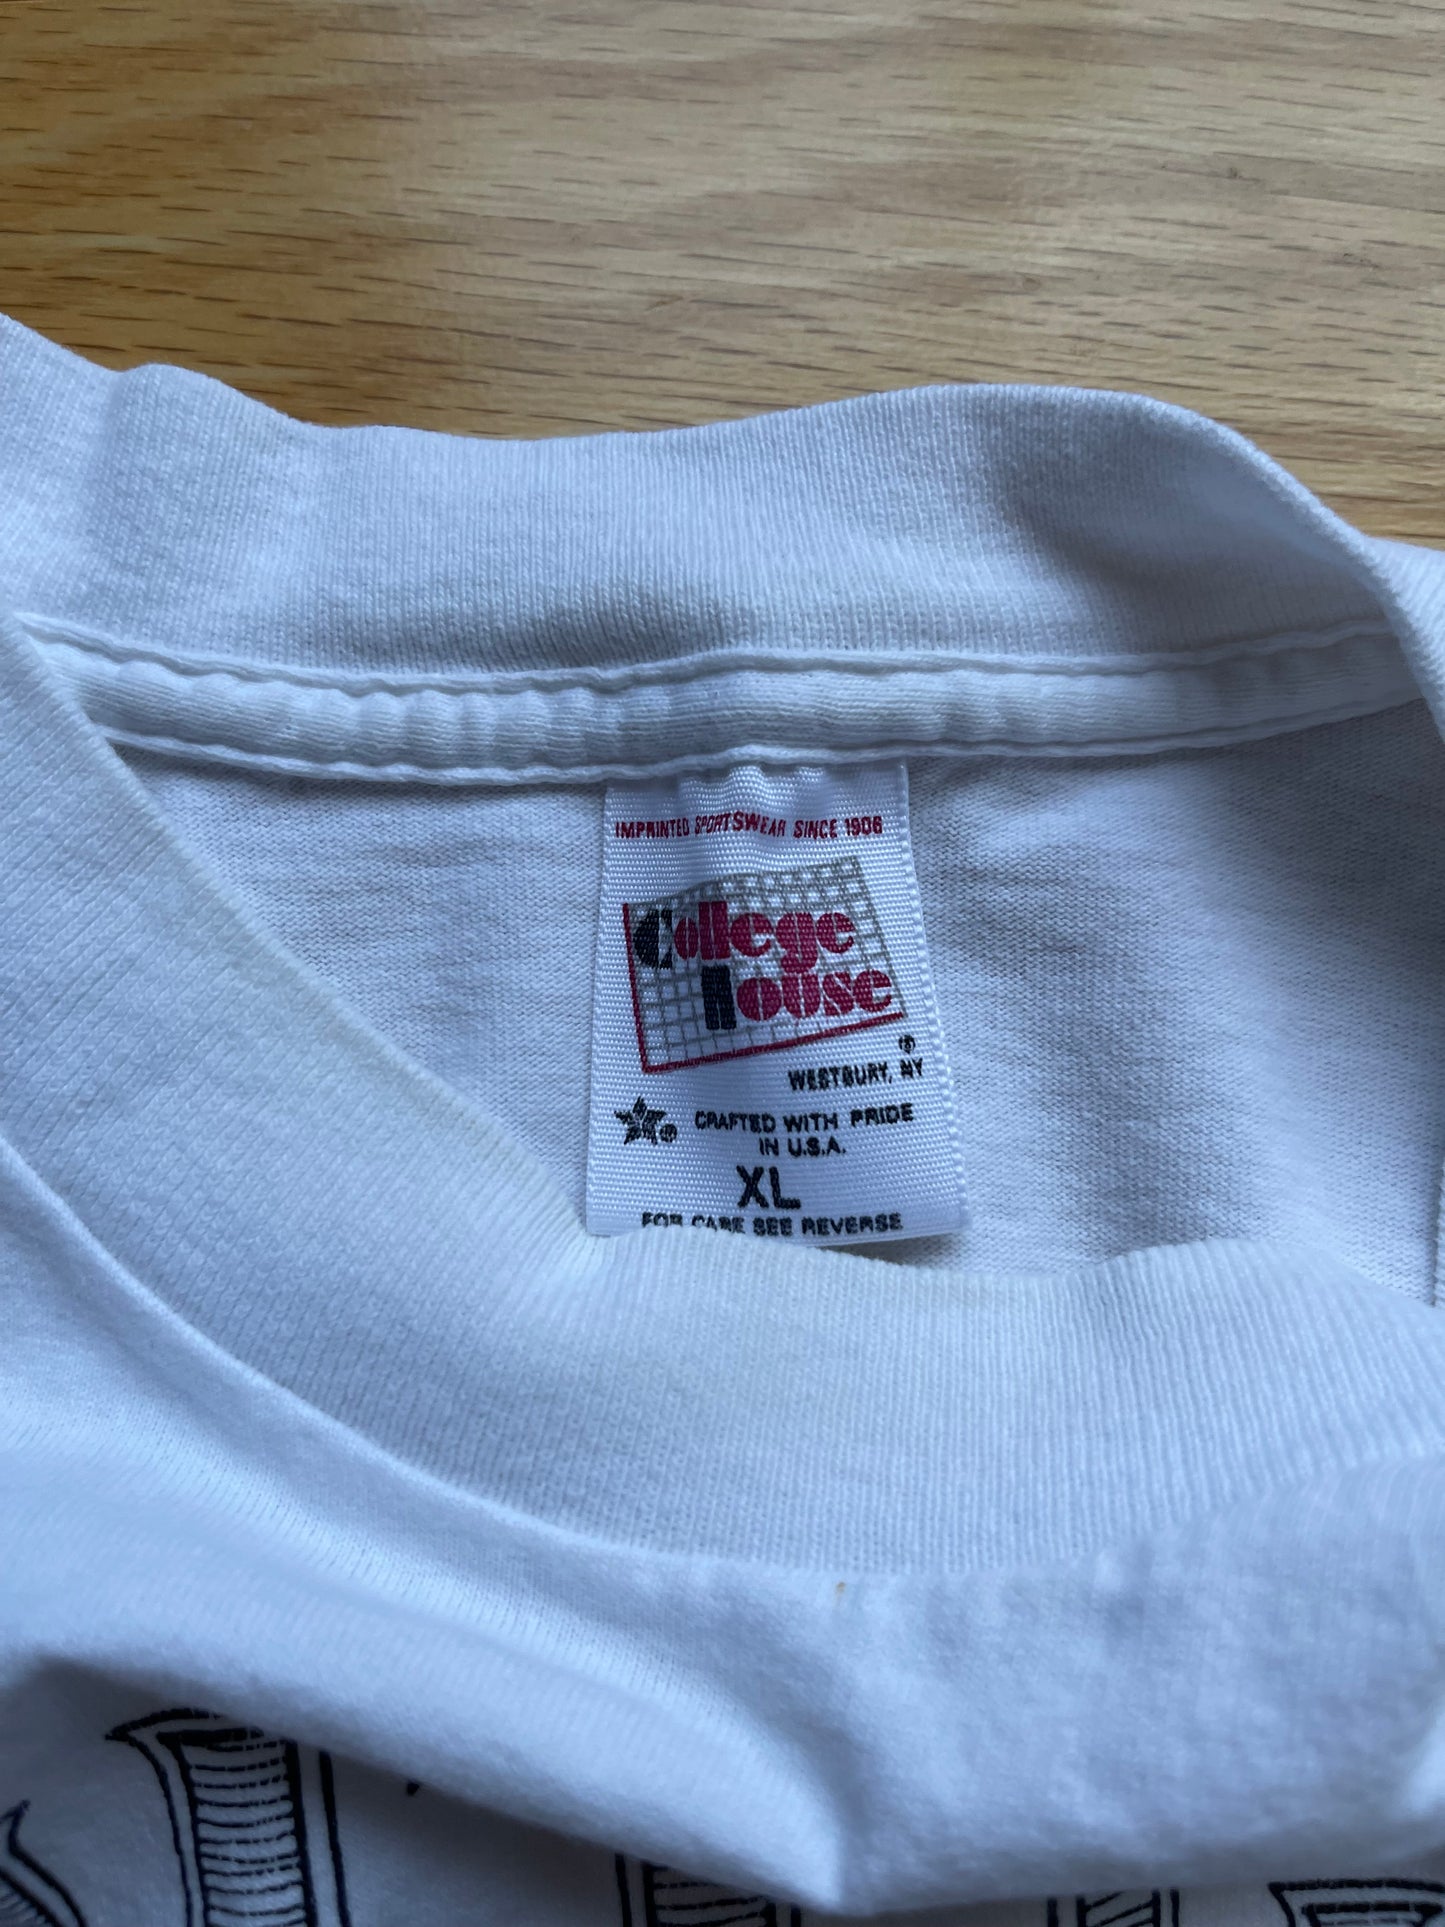 IMPRINTED SPORTSWEAR SINCE 1906
College
House
®
WESTBURY, NY
CRAFTED WITH PRIDE
IN U.S.A.
XL
FOR CARE SEE REVERSE